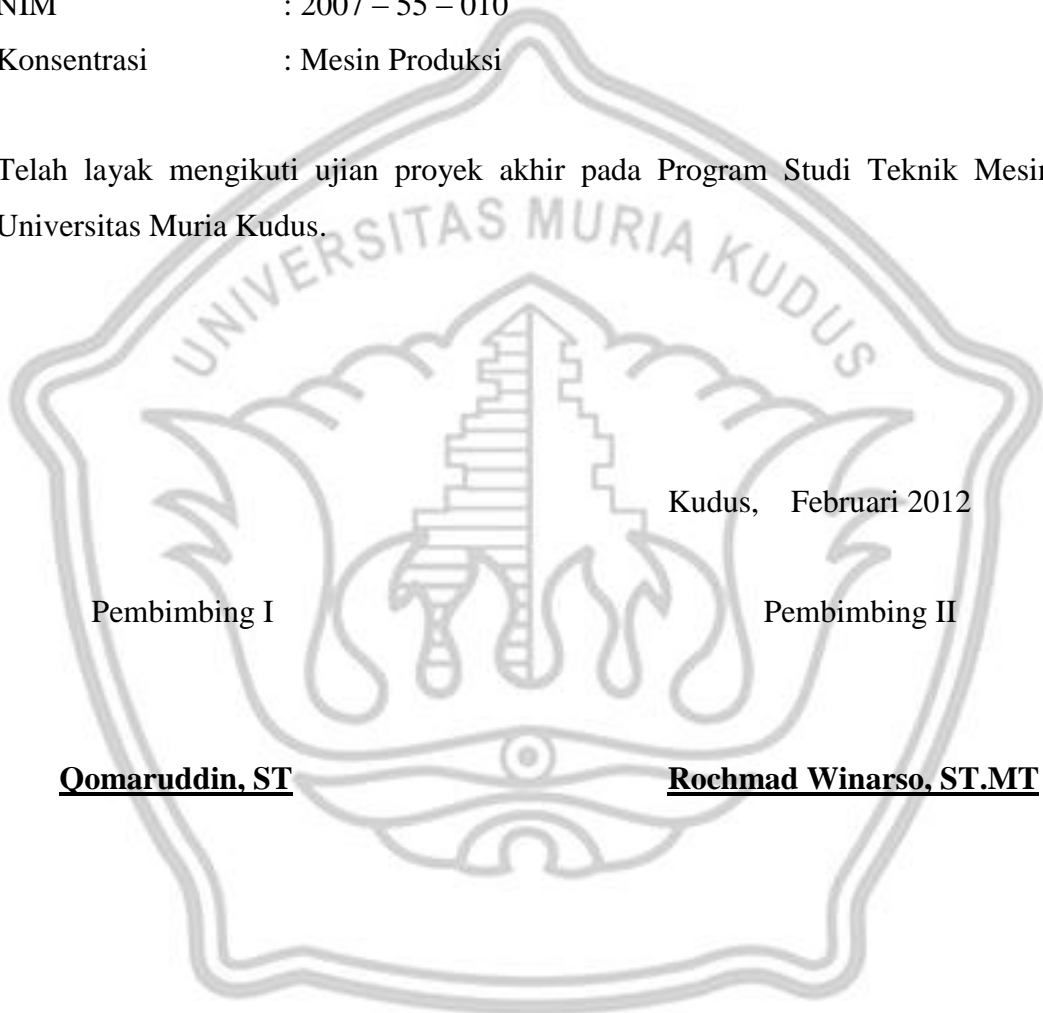 NIM : 2007 – 55 – 010
Konsentrasi : Mesin Produksi
Telah layak mengikuti ujian proyek akhir pada Program Studi Teknik Mesin
Universitas Muria Kudus.
UNIVERSITAS MURIA KUDUS
Kudus, Februari 2012
Pembimbing I Pembimbing II
Qomaruddin, ST Rochmad Winarso, ST.MT